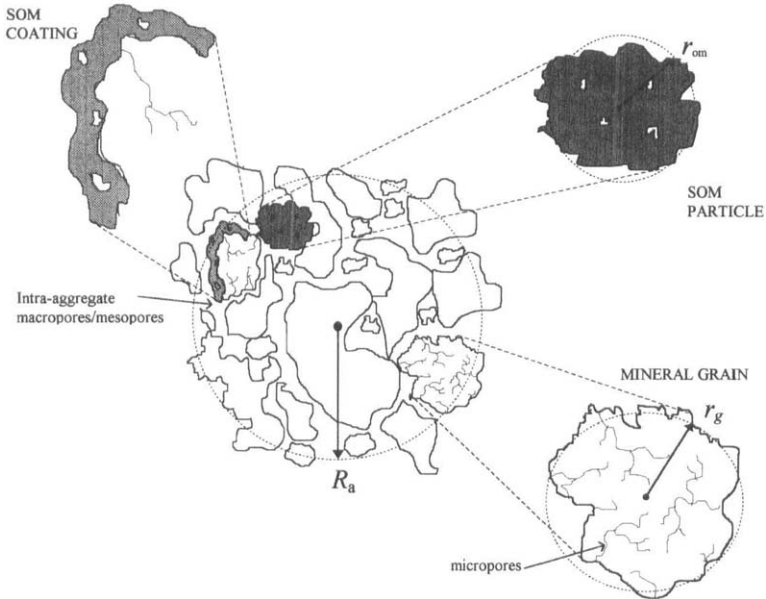 SOM
COATING
r_om
SOM
PARTICLE
Intra-aggregate
macropores/mesopores
MINERAL GRAIN
r_g
R_a
micropores